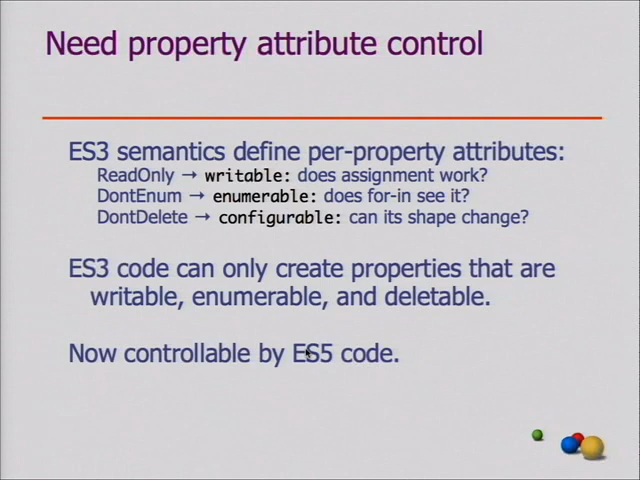 Need property attribute control
ES3 semantics define per-property attributes:
ReadOnly → writable: does assignment work?
DontEnum → enumerable: does for-in see it?
DontDelete → configurable: can its shape change?
ES3 code can only create properties that are
writable, enumerable, and deletable.
Now controllable by ES5 code.